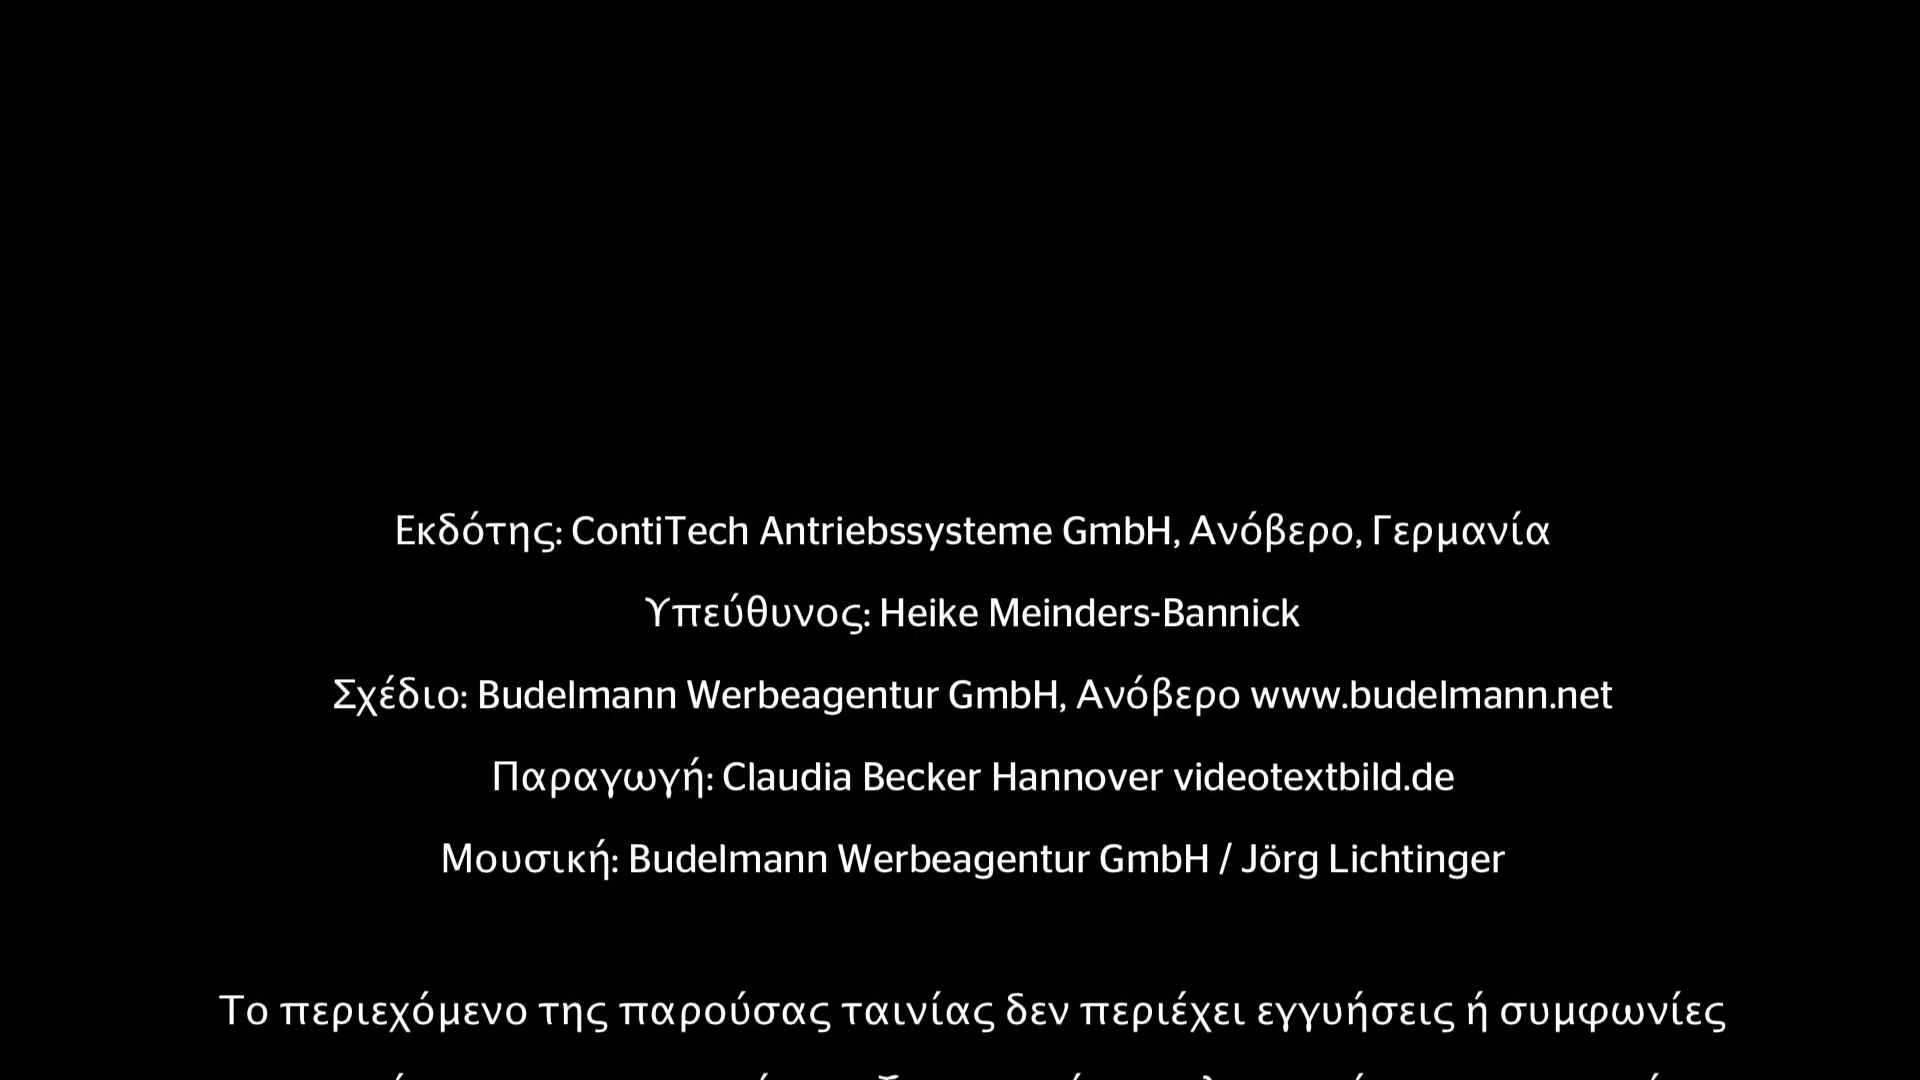 Εκδότης: ContiTech Antriebssysteme GmbH, Ανόβερο, Γερμανία
Υπεύθυνος: Heike Meinders-Bannick
Σχέδιο: Budelmann Werbeagentur GmbH, Ανόβερο www.budelmann.net
Παραγωγή: Claudia Becker Hannover videotextbild.de
Μουσική: Budelmann Werbeagentur GmbH / Jörg Lichtinger
Το περιεχόμενο της παρούσας ταινίας δεν περιέχει εγγυήσεις ή συμφωνίες